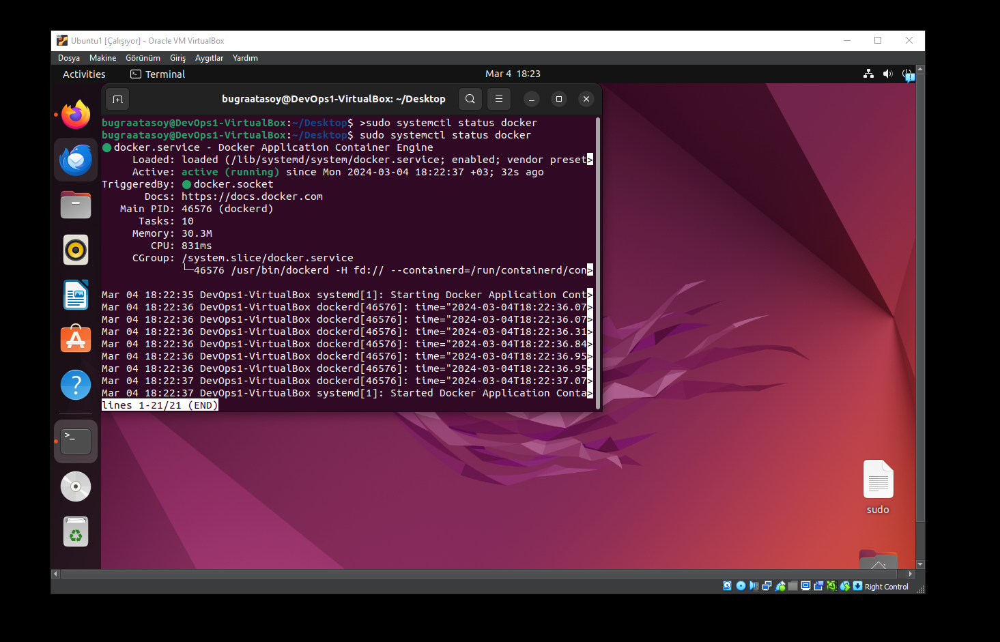 Ubuntu1 [Çalışıyor] - Oracle VM VirtualBox
Dosya Makine Görünüm Giriş Aygıtlar Yardım
Activities Terminal Mar 4 18:23
bugraatasoy@DevOps1-VirtualBox: ~/Desktop
bugraatasoy@DevOps1-VirtualBox:~/Desktop$ >sudo systemctl status docker
bugraatasoy@DevOps1-VirtualBox:~/Desktop$ sudo systemctl status docker
● docker.service - Docker Application Container Engine
Loaded: loaded (/lib/systemd/system/docker.service; enabled; vendor preset>
Active: active (running) since Mon 2024-03-04 18:22:37 +03; 32s ago
TriggeredBy: ● docker.socket
Docs: https://docs.docker.com
Main PID: 46576 (dockerd)
Tasks: 10
Memory: 30.3M
CPU: 831ms
CGroup: /system.slice/docker.service
└─46576 /usr/bin/dockerd -H fd:// --containerd=/run/containerd/con>
Mar 04 18:22:35 DevOps1-VirtualBox systemd[1]: Starting Docker Application Cont>
Mar 04 18:22:36 DevOps1-VirtualBox dockerd[46576]: time="2024-03-04T18:22:36.07>
Mar 04 18:22:36 DevOps1-VirtualBox dockerd[46576]: time="2024-03-04T18:22:36.07>
Mar 04 18:22:36 DevOps1-VirtualBox dockerd[46576]: time="2024-03-04T18:22:36.31>
Mar 04 18:22:36 DevOps1-VirtualBox dockerd[46576]: time="2024-03-04T18:22:36.84>
Mar 04 18:22:36 DevOps1-VirtualBox dockerd[46576]: time="2024-03-04T18:22:36.95>
Mar 04 18:22:36 DevOps1-VirtualBox dockerd[46576]: time="2024-03-04T18:22:36.95>
Mar 04 18:22:37 DevOps1-VirtualBox dockerd[46576]: time="2024-03-04T18:22:37.07>
Mar 04 18:22:37 DevOps1-VirtualBox systemd[1]: Started Docker Application Conta>
lines 1-21/21 (END)
sudo
Right Control